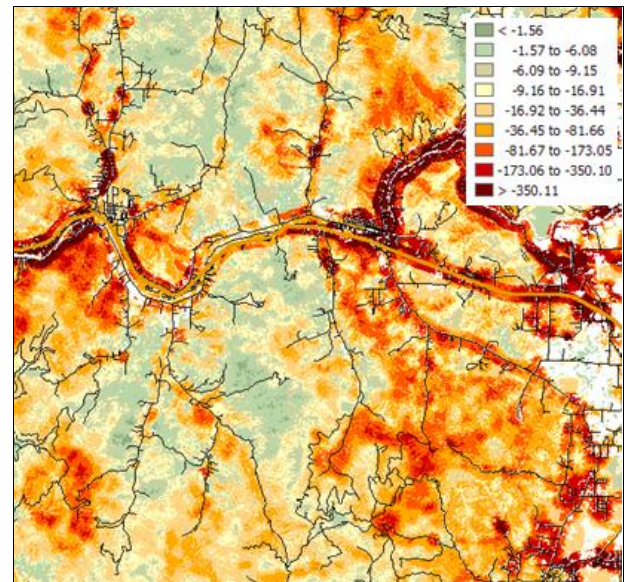 < -1.56
-1.57 to -6.08
-6.09 to -9.15
-9.16 to -16.91
-16.92 to -36.44
-36.45 to -81.66
-81.67 to -173.05
-173.06 to -350.10
> -350.11